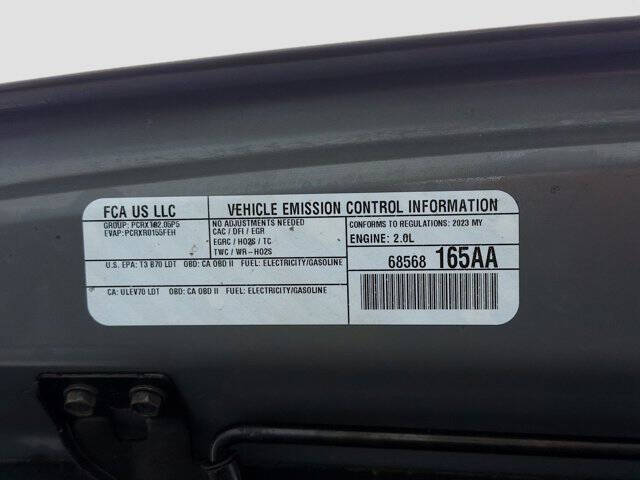 FCA US LLC
VEHICLE EMISSION CONTROL INFORMATION
GROUP: PCRXT02.05P5
EVAP: PCRXR0155FEH
NO ADJUSTMENTS NEEDED
CAC / DFI / EGR
EGRC / HO2S / TC
TWC / WR-HO2S
CONFORMS TO REGULATIONS: 2023 MY
ENGINE: 2.0L
U.S. EPA: T3 B70 LDT OBD: CA OBD II FUEL: ELECTRICITY/GASOLINE
68568 165AA
CA: ULEV70 LDT OBD: CA OBD II FUEL: ELECTRICITY/GASOLINE